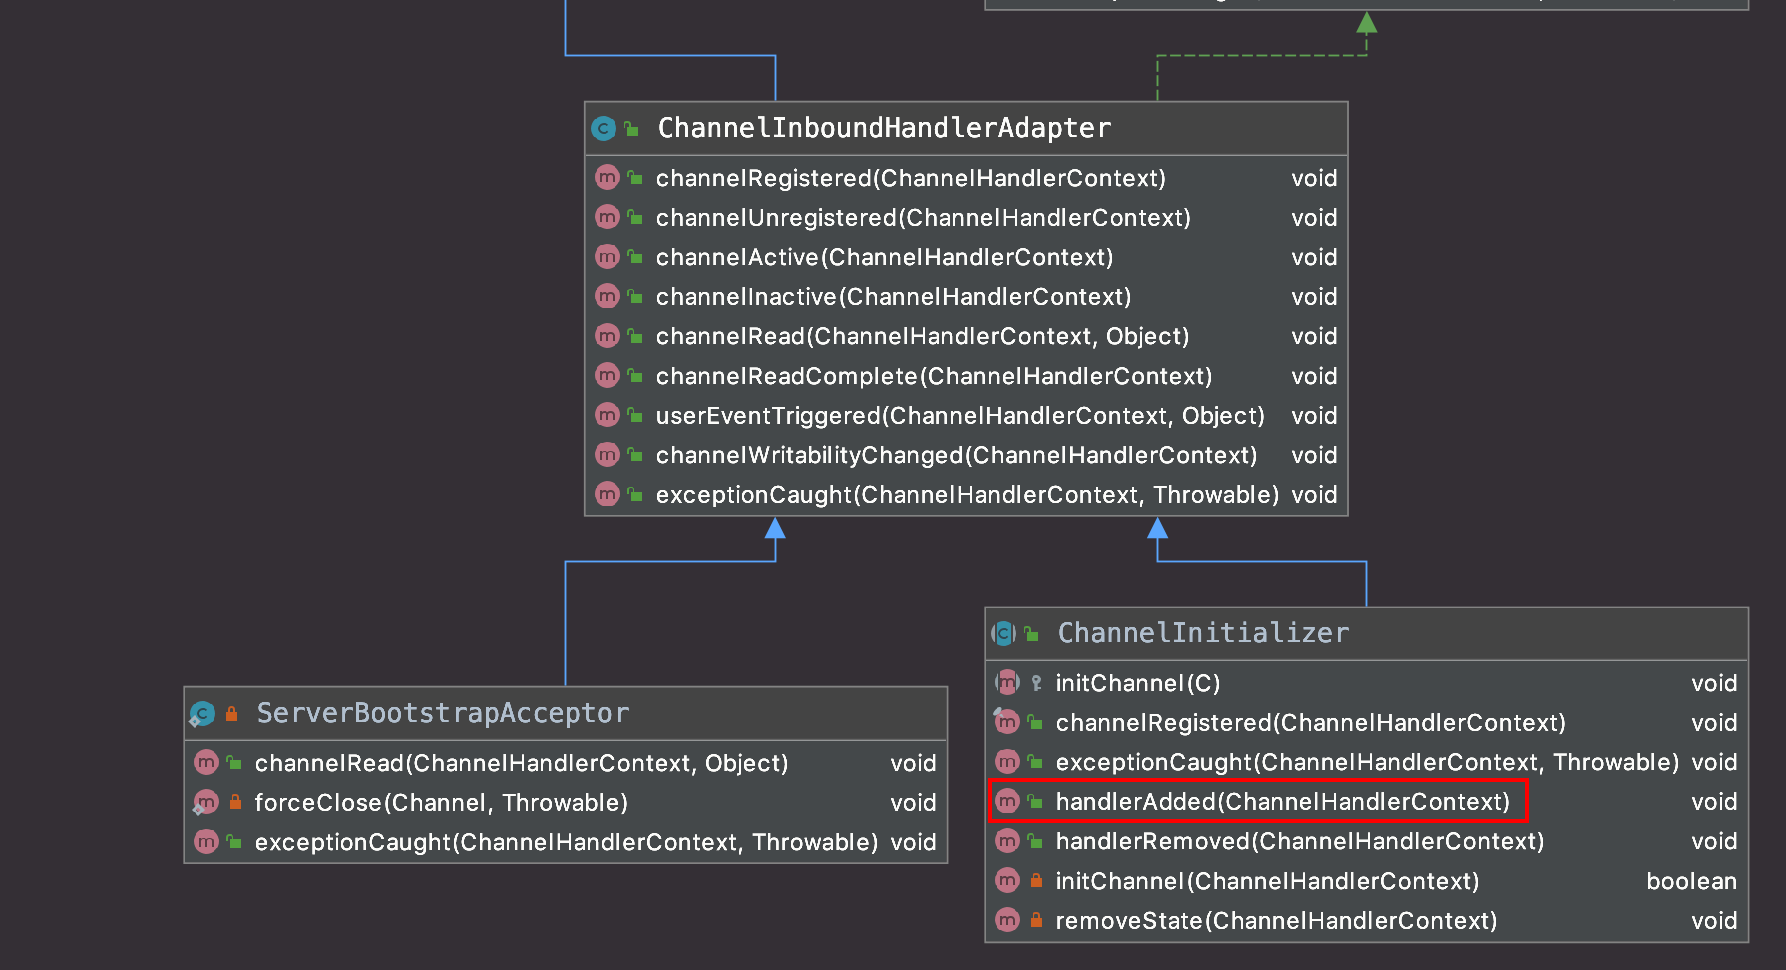 ChannelInboundHandlerAdapter
channelRegistered(ChannelHandlerContext) void
channelUnregistered(ChannelHandlerContext) void
channelActive(ChannelHandlerContext) void
channelInactive(ChannelHandlerContext) void
channelRead(ChannelHandlerContext, Object) void
channelReadComplete(ChannelHandlerContext) void
userEventTriggered(ChannelHandlerContext, Object) void
channelWritabilityChanged(ChannelHandlerContext) void
exceptionCaught(ChannelHandlerContext, Throwable) void
ServerBootstrapAcceptor
channelRead(ChannelHandlerContext, Object) void
forceClose(Channel, Throwable) void
exceptionCaught(ChannelHandlerContext, Throwable) void
ChannelInitializer
initChannel(C) void
channelRegistered(ChannelHandlerContext) void
exceptionCaught(ChannelHandlerContext, Throwable) void
handlerAdded(ChannelHandlerContext) void
handlerRemoved(ChannelHandlerContext) void
initChannel(ChannelHandlerContext) boolean
removeState(ChannelHandlerContext) void